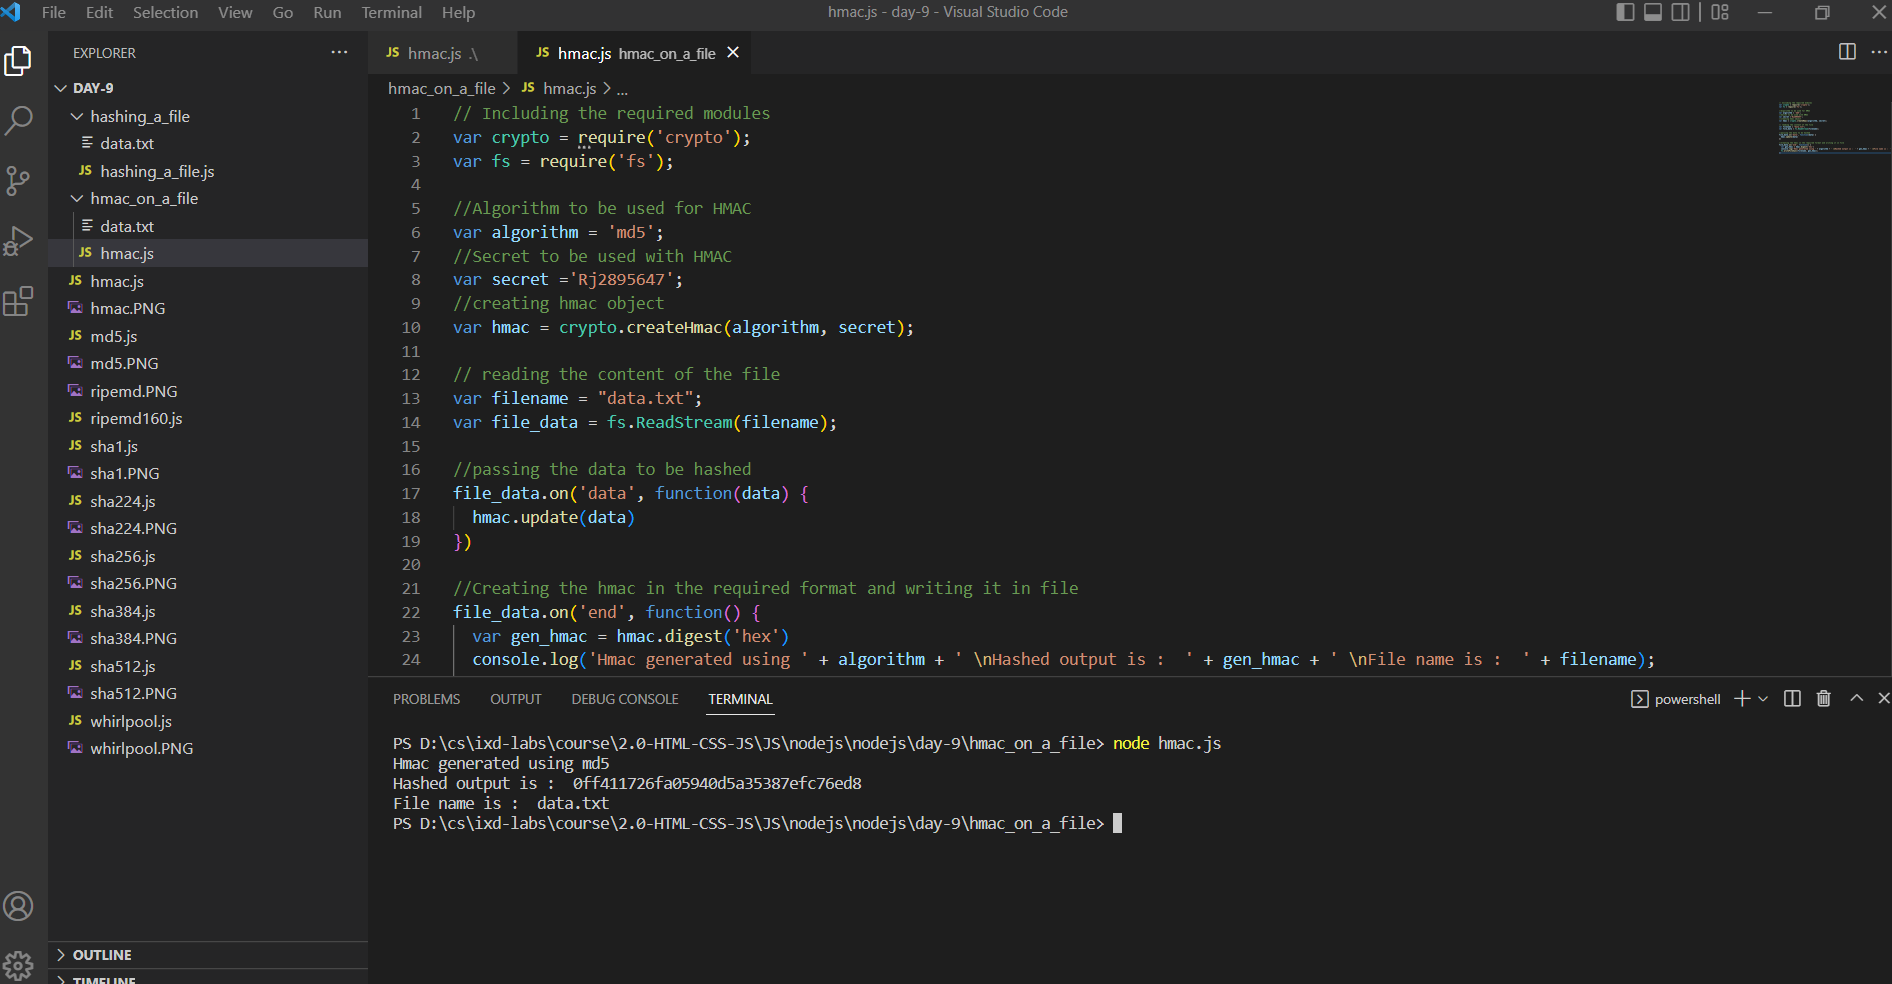 File Edit Selection View Go Run Terminal Help hmac.js - day-9 - Visual Studio Code
EXPLORER ...
DAY-9
hashing_a_file
data.txt
JS hashing_a_file.js
hmac_on_a_file
data.txt
JS hmac.js
JS hmac.js
hmac.PNG
JS md5.js
md5.PNG
ripemd.PNG
JS ripemd160.js
JS sha1.js
sha1.PNG
JS sha224.js
sha224.PNG
JS sha256.js
sha256.PNG
JS sha384.js
sha384.PNG
JS sha512.js
sha512.PNG
JS whirlpool.js
whirlpool.PNG
OUTLINE
TIMELINE
JS hmac.js .\ JS hmac.js hmac_on_a_file
hmac_on_a_file > JS hmac.js > ...
1 // Including the required modules
2 var crypto = require('crypto');
3 var fs = require('fs');
4
5 //Algorithm to be used for HMAC
6 var algorithm = 'md5';
7 //Secret to be used with HMAC
8 var secret ='Rj2895647';
9 //creating hmac object
10 var hmac = crypto.createHmac(algorithm, secret);
11
12 // reading the content of the file
13 var filename = "data.txt";
14 var file_data = fs.ReadStream(filename);
15
16 //passing the data to be hashed
17 file_data.on('data', function(data) {
18 hmac.update(data)
19 })
20
21 //Creating the hmac in the required format and writing it in file
22 file_data.on('end', function() {
23 var gen_hmac = hmac.digest('hex')
24 console.log('Hmac generated using ' + algorithm + ' \nHashed output is :  ' + gen_hmac + ' \nFile name is :  ' + filename);
PROBLEMS OUTPUT DEBUG CONSOLE TERMINAL powershell
PS D:\cs\ixd-labs\course\2.0-HTML-CSS-JS\JS\nodejs\nodejs\day-9\hmac_on_a_file> node hmac.js
Hmac generated using md5
Hashed output is :  0ff411726fa05940d5a35387efc76ed8
File name is :  data.txt
PS D:\cs\ixd-labs\course\2.0-HTML-CSS-JS\JS\nodejs\nodejs\day-9\hmac_on_a_file>